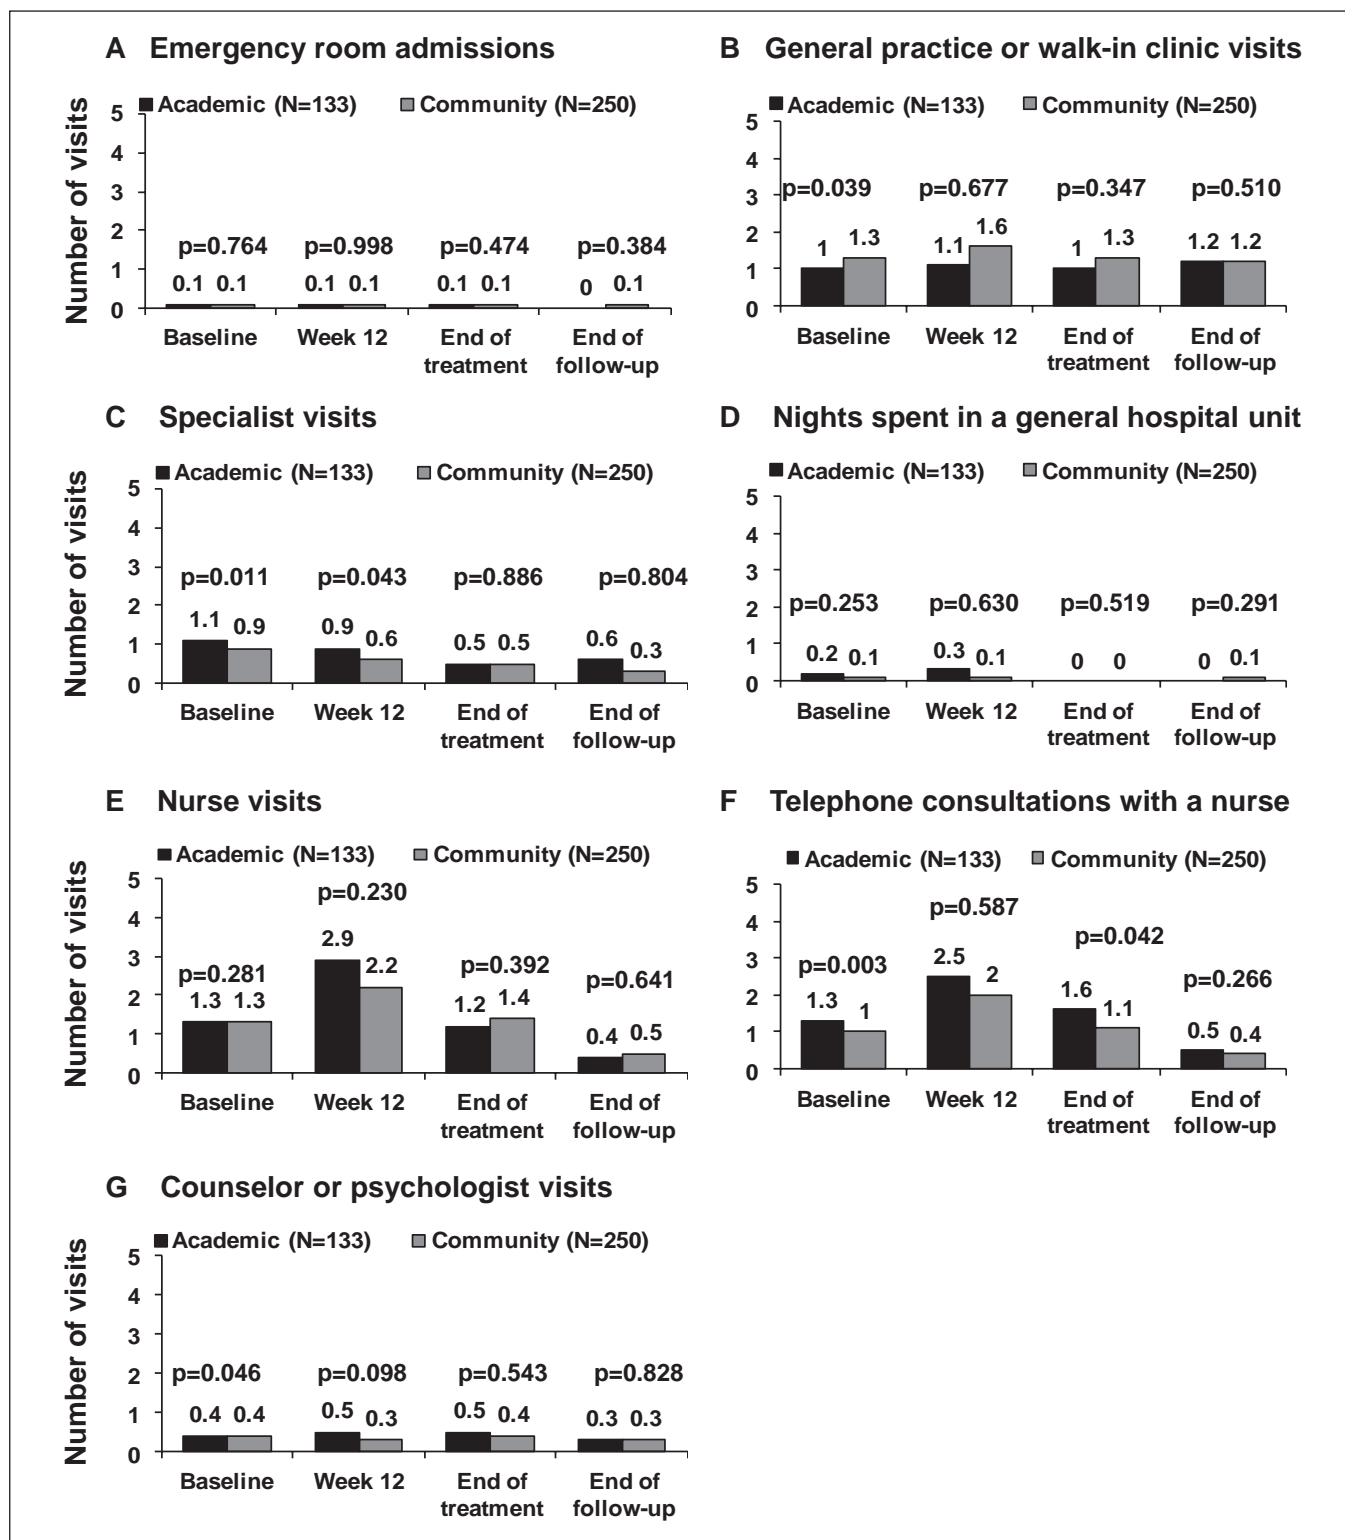 A Emergency room admissions
Number of visits
Academic (N=133) Community (N=250)
5
4
3
2
1
0
p=0.764 p=0.998 p=0.474 p=0.384
0.1 0.1 0.1 0.1 0.1 0.1 0 0.1
Baseline Week 12 End of treatment End of follow-up
B General practice or walk-in clinic visits
Academic (N=133) Community (N=250)
5
4
3
2
1
0
p=0.039 p=0.677 p=0.347 p=0.510
1 1.3 1.1 1.6 1 1.3 1.2 1.2
Baseline Week 12 End of treatment End of follow-up
C Specialist visits
Number of visits
Academic (N=133) Community (N=250)
5
4
3
2
1
0
p=0.011 p=0.043 p=0.886 p=0.804
1.1 0.9 0.9 0.6 0.5 0.5 0.6 0.3
Baseline Week 12 End of treatment End of follow-up
D Nights spent in a general hospital unit
Academic (N=133) Community (N=250)
5
4
3
2
1
0
p=0.253 p=0.630 p=0.519 p=0.291
0.2 0.1 0.3 0.1 0 0 0 0.1
Baseline Week 12 End of treatment End of follow-up
E Nurse visits
Number of visits
Academic (N=133) Community (N=250)
5
4
3
2
1
0
p=0.281 p=0.230 p=0.392 p=0.641
1.3 1.3 2.9 2.2 1.2 1.4 0.4 0.5
Baseline Week 12 End of treatment End of follow-up
F Telephone consultations with a nurse
Academic (N=133) Community (N=250)
5
4
3
2
1
0
p=0.003 p=0.587 p=0.042 p=0.266
1.3 1 2.5 2 1.6 1.1 0.5 0.4
Baseline Week 12 End of treatment End of follow-up
G Counselor or psychologist visits
Number of visits
Academic (N=133) Community (N=250)
5
4
3
2
1
0
p=0.046 p=0.098 p=0.543 p=0.828
0.4 0.4 0.5 0.3 0.5 0.4 0.3 0.3
Baseline Week 12 End of treatment End of follow-up